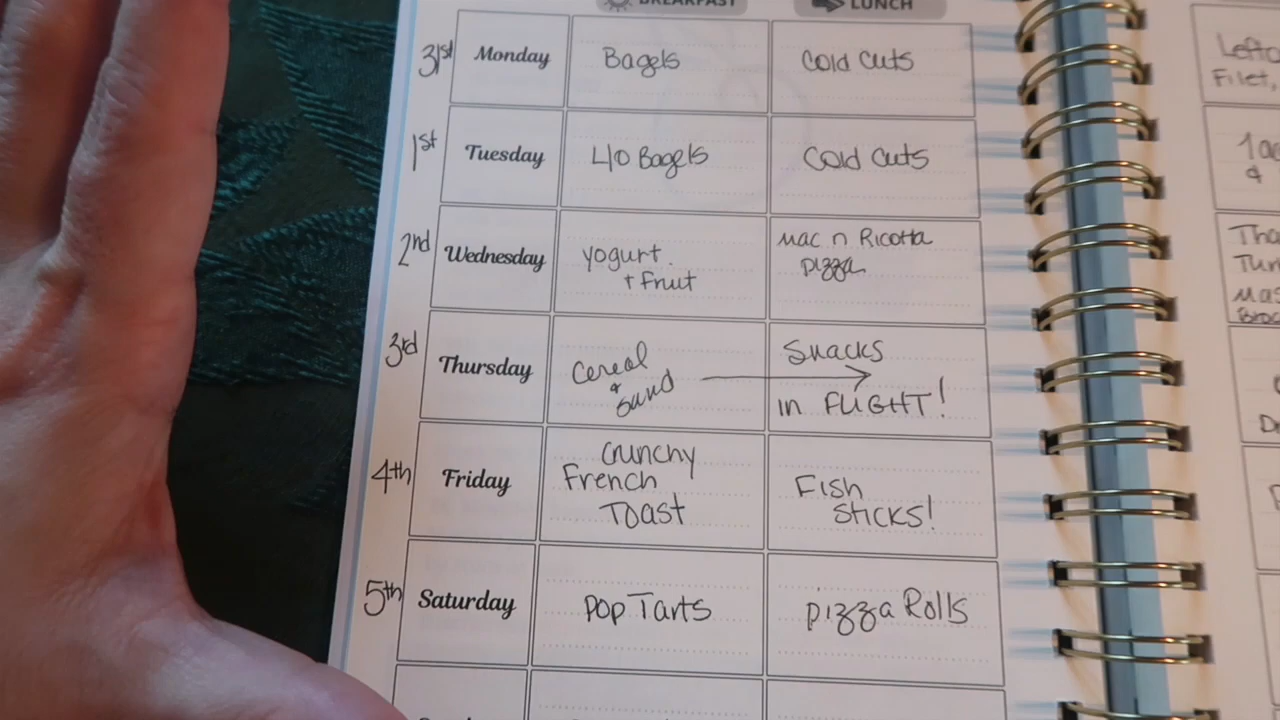 BREAKFAST LUNCH
31st Monday Bagels Cold Cuts
1st Tuesday L/O Bagels Cold Cuts
2nd Wednesday yogurt + Fruit Mac n Ricotta pizza
3rd Thursday Cereal & Sand Snacks in FLIGHT!
4th Friday Crunchy French Toast Fish Sticks!
5th Saturday Pop Tarts pizza Rolls
Filet,
&